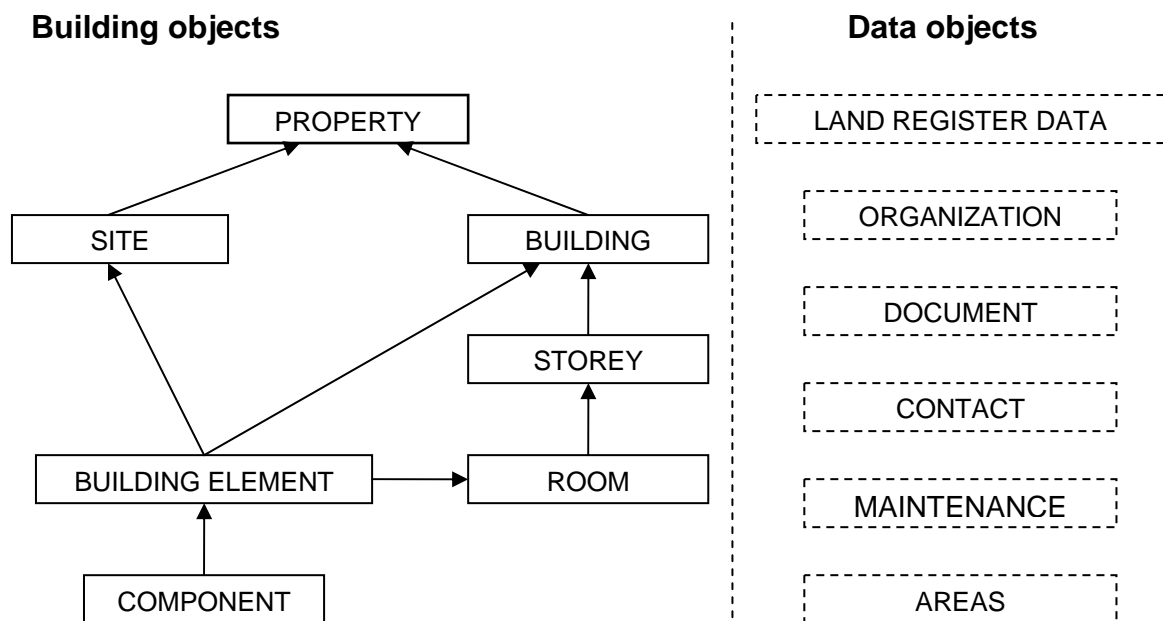 Building objects
Data objects
PROPERTY
LAND REGISTER DATA
SITE
BUILDING
ORGANIZATION
STOREY
DOCUMENT
CONTACT
BUILDING ELEMENT
ROOM
MAINTENANCE
COMPONENT
AREAS